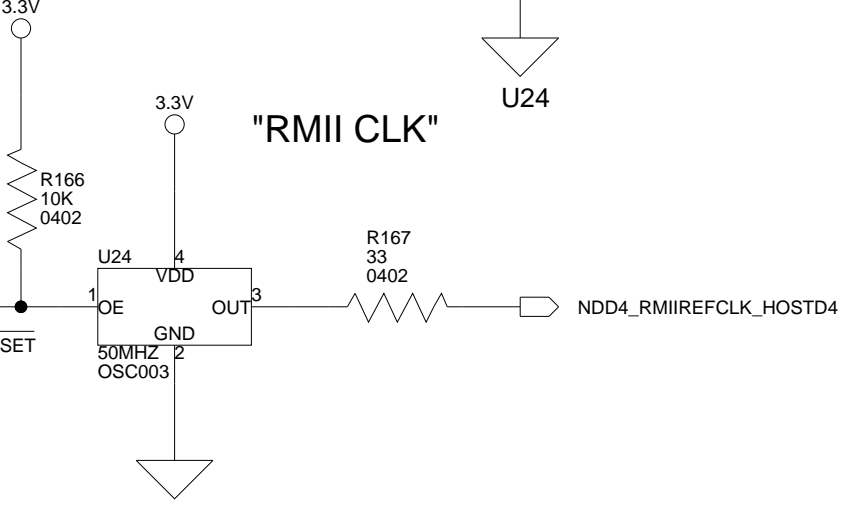 3.3V
U24
3.3V
"RMII CLK"
R166
10K
0402
R167
33
0402
U24
4
VDD
1
OE
OUT
3
NDD4_RMIIREFCLK_HOSTD4
GND
SET
50MHZ
2
OSC003